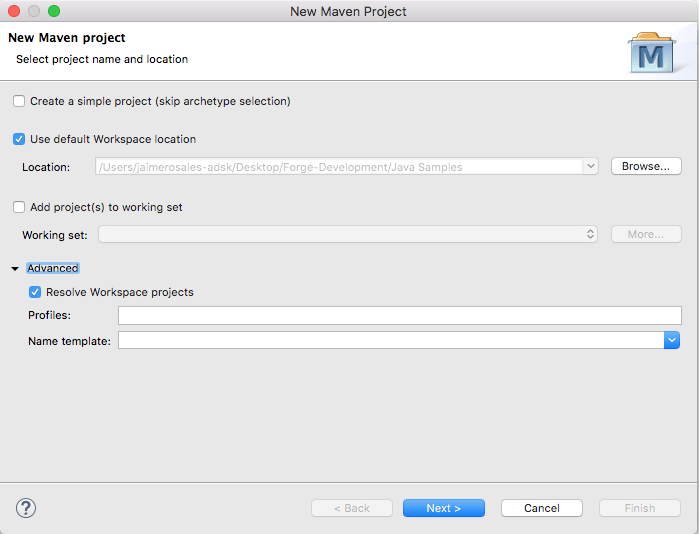 New Maven Project
New Maven project
Select project name and location
M
Create a simple project (skip archetype selection)
Use default Workspace location
Location: /Users/jaimerosales-adsk/Desktop/Forge-Development/Java Samples Browse...
Add project(s) to working set
Working set: More...
Advanced
Resolve Workspace projects
Profiles:
Name template:
? < Back Next > Cancel Finish